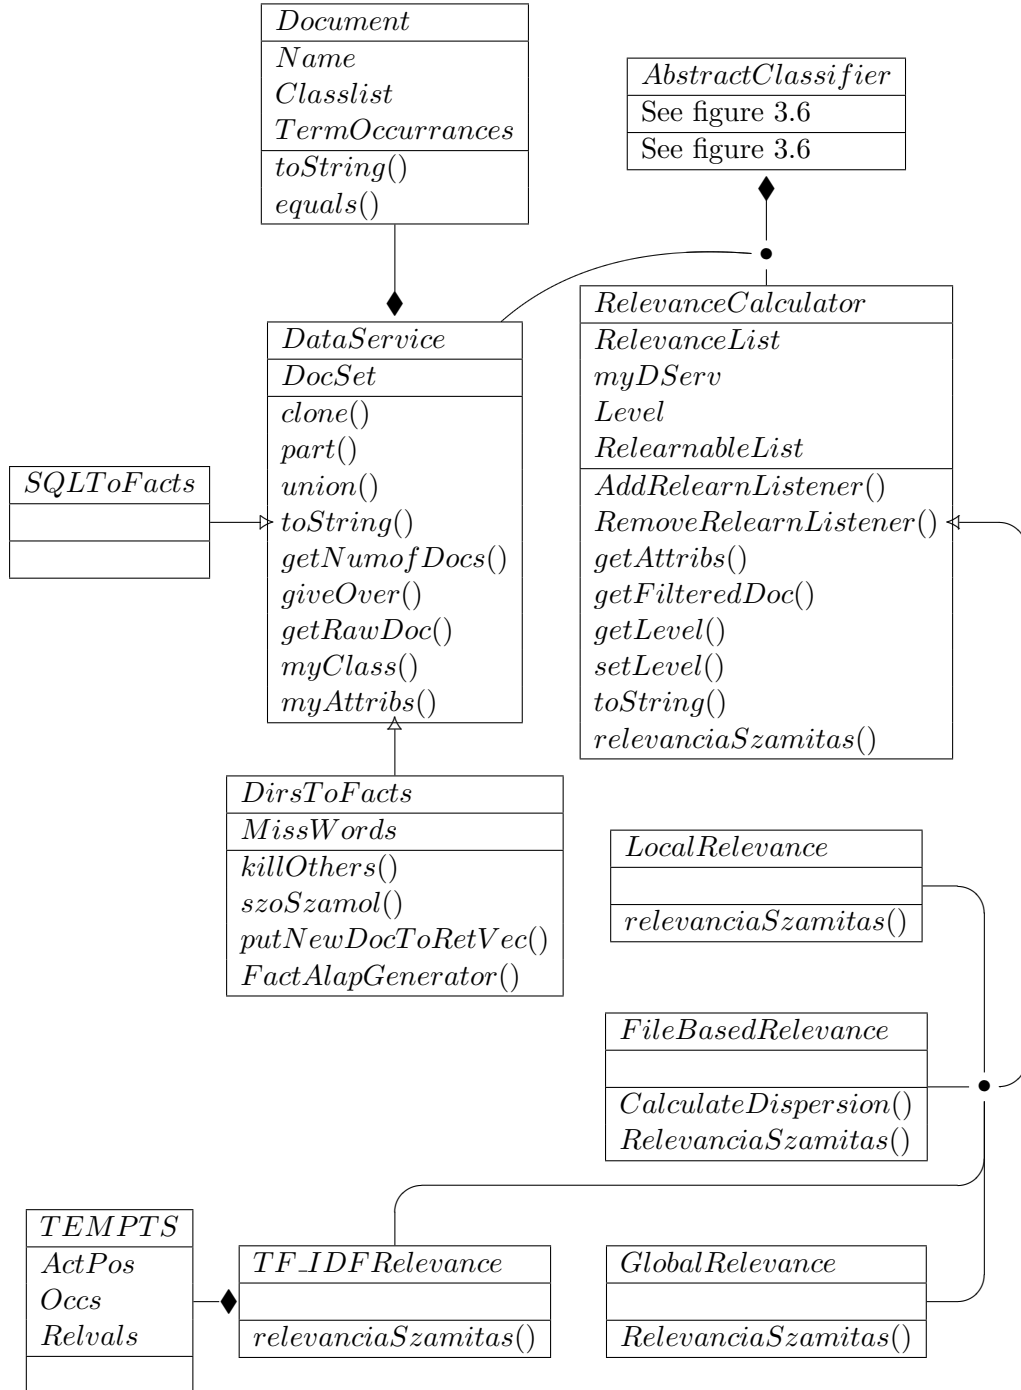 Document
Name
Classlist
TermOccurrances
toString()
equals()
AbstractClassifier
See figure 3.6
See figure 3.6
DataService
DocSet
clone()
part()
union()
toString()
getNumofDocs()
giveOver()
getRawDoc()
myClass()
myAttribs()
RelevanceCalculator
RelevanceList
myDServ
Level
RelearnableList
AddRelearnListener()
RemoveRelearnListener()
getAttribs()
getFilteredDoc()
getLevel()
setLevel()
toString()
relevanciaSzamitas()
SQLToFacts
DirsToFacts
MissWords
killOthers()
szoSzamol()
putNewDocToRetVec()
FactAlapGenerator()
LocalRelevance
relevanciaSzamitas()
FileBasedRelevance
CalculateDispersion()
RelevanciaSzamitas()
TEMPTS
ActPos
Occs
Relvals
TF_IDFRelevance
relevanciaSzamitas()
GlobalRelevance
RelevanciaSzamitas()